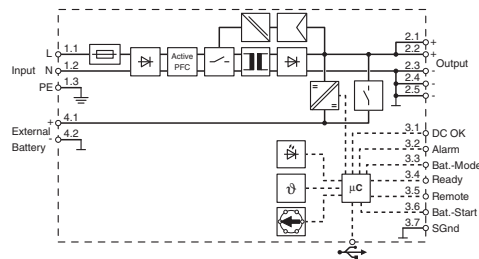 L 1.1
Input N 1.2
PE 1.3
External Battery
+ 4.1
- 4.2
Active
PFC
=
=
ϑ
µC
2.1 +
2.2 +
2.3 -
2.4 -
2.5 -
Output
3.1 DC OK
3.2 Alarm
3.3 Bat.-Mode
3.4 Ready
3.5 Remote
3.6 Bat.-Start
3.7 SGnd